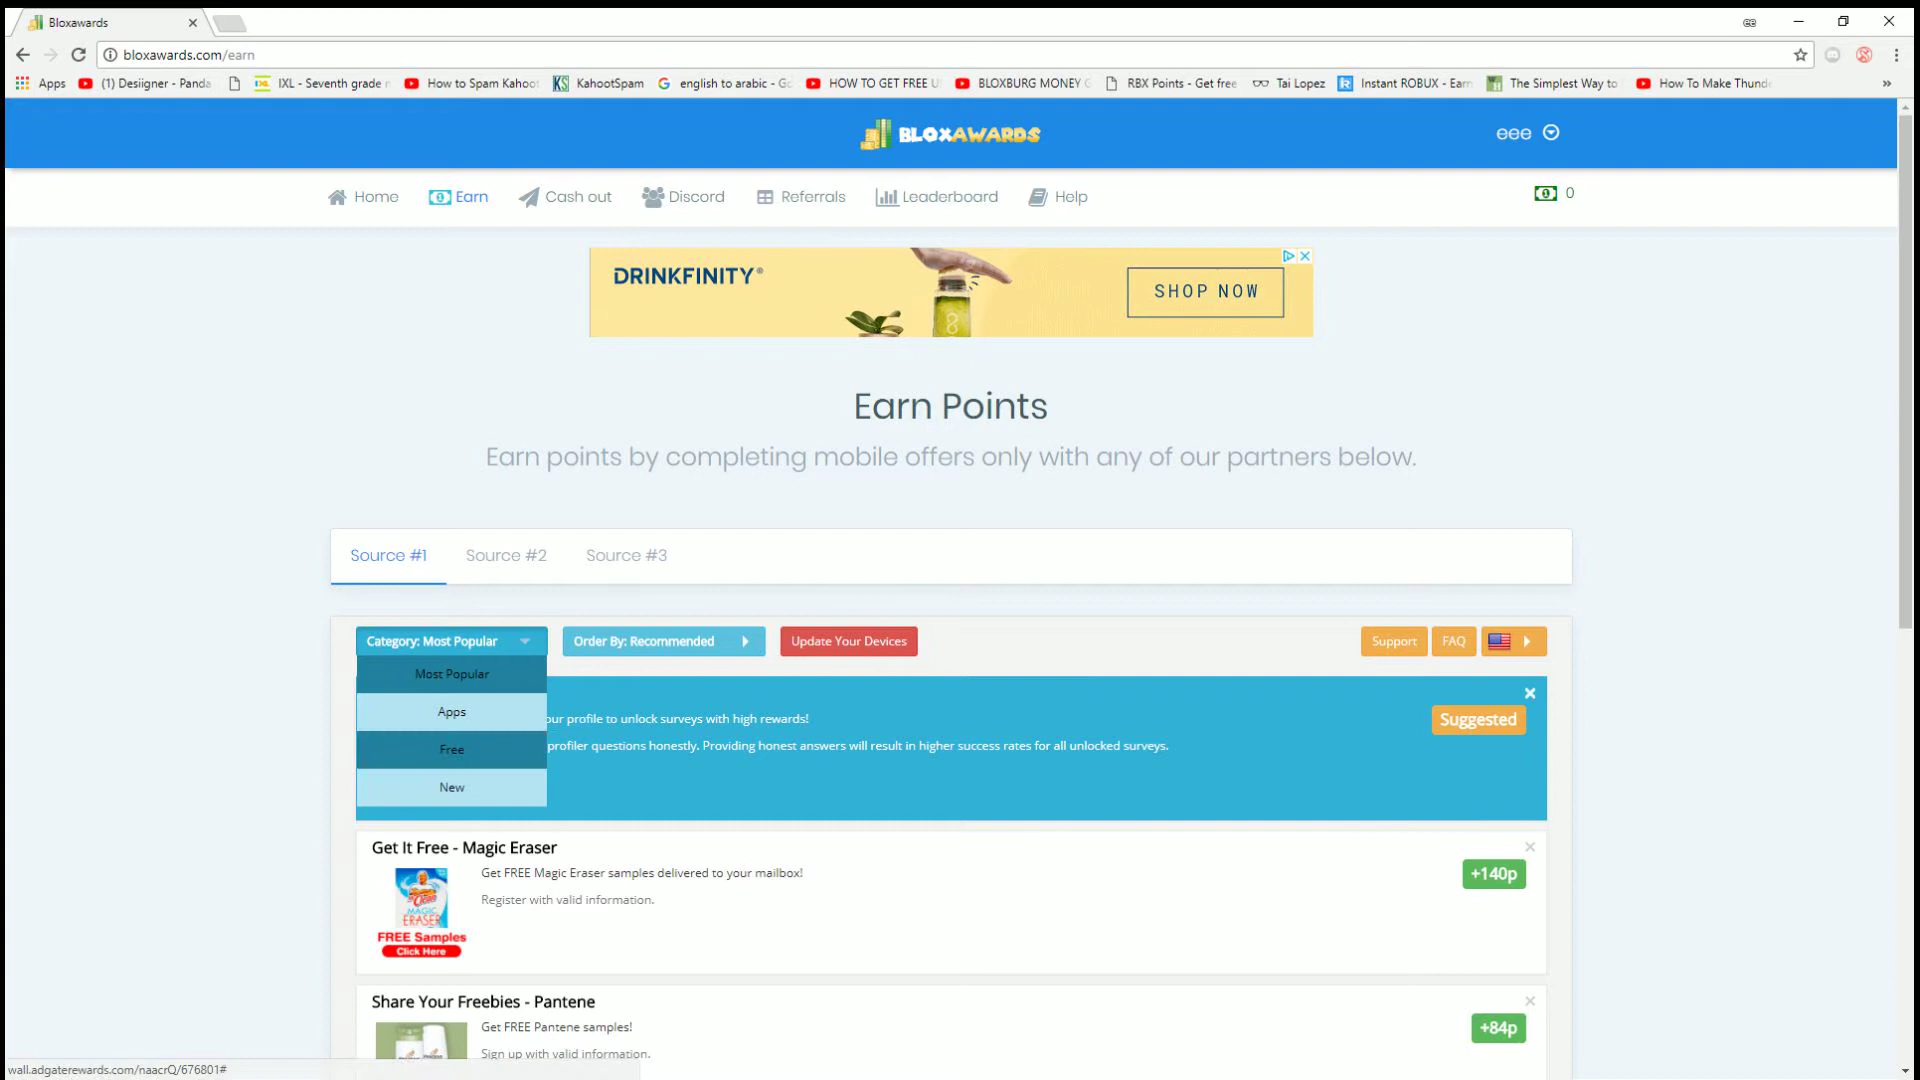 Bloxawards
ee
bloxawards.com/earn
Apps
(1) Desiigner - Panda
IXL - Seventh grade
How to Spam Kahoot
KahootSpam
english to arabic - Go
HOW TO GET FREE U
BLOXBURG MONEY G
RBX Points - Get free
Tai Lopez
Instant ROBUX - Earn
The Simplest Way to
How To Make Thund
»
BLOXAWARDS
eee
Home
Earn
Cash out
Discord
Referrals
Leaderboard
Help
0
DRINKFINITY®
SHOP NOW
Earn Points
Earn points by completing mobile offers only with any of our partners below.
Source #1
Source #2
Source #3
Category: Most Popular
Order By: Recommended
Update Your Devices
Support
FAQ
Most Popular
Apps
Free
New
our profile to unlock surveys with high rewards!
profiler questions honestly. Providing honest answers will result in higher success rates for all unlocked surveys.
Suggested
Get It Free - Magic Eraser
Get FREE Magic Eraser samples delivered to your mailbox!
Register with valid information.
+140p
MAGIC
ERASER
FREE Samples
Click Here
Share Your Freebies - Pantene
Get FREE Pantene samples!
Sign up with valid information.
+84p
wall.adgaterewards.com/naacrQ/676801#